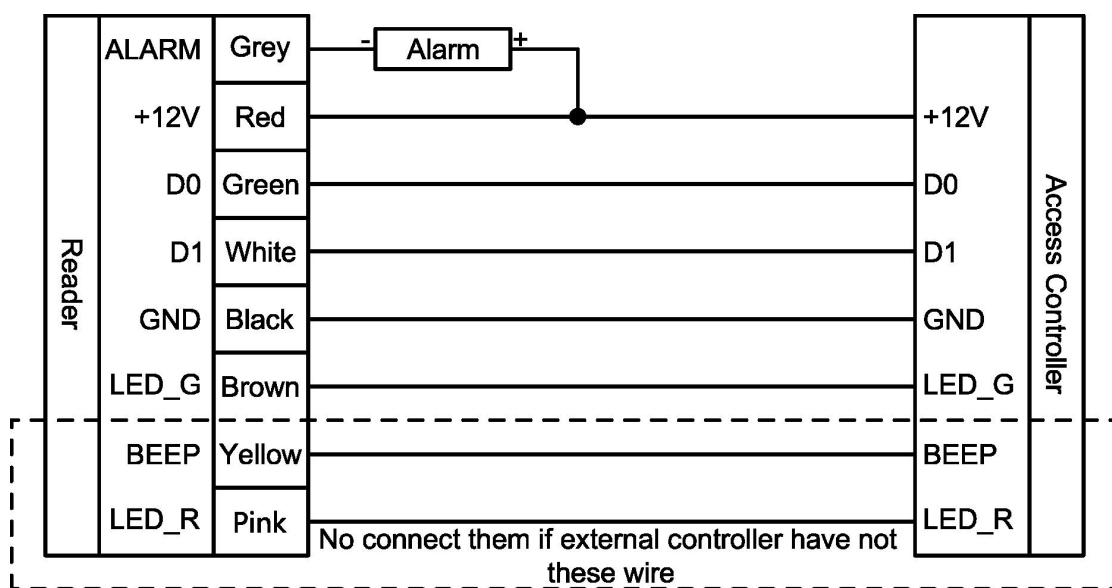 ALARM Grey - Alarm +
+12V Red +12V
D0 Green D0
D1 White D1
Reader
Access Controller
GND Black GND
LED_G Brown LED_G
BEEP Yellow BEEP
LED_R Pink LED_R
No connect them if external controller have not
these wire